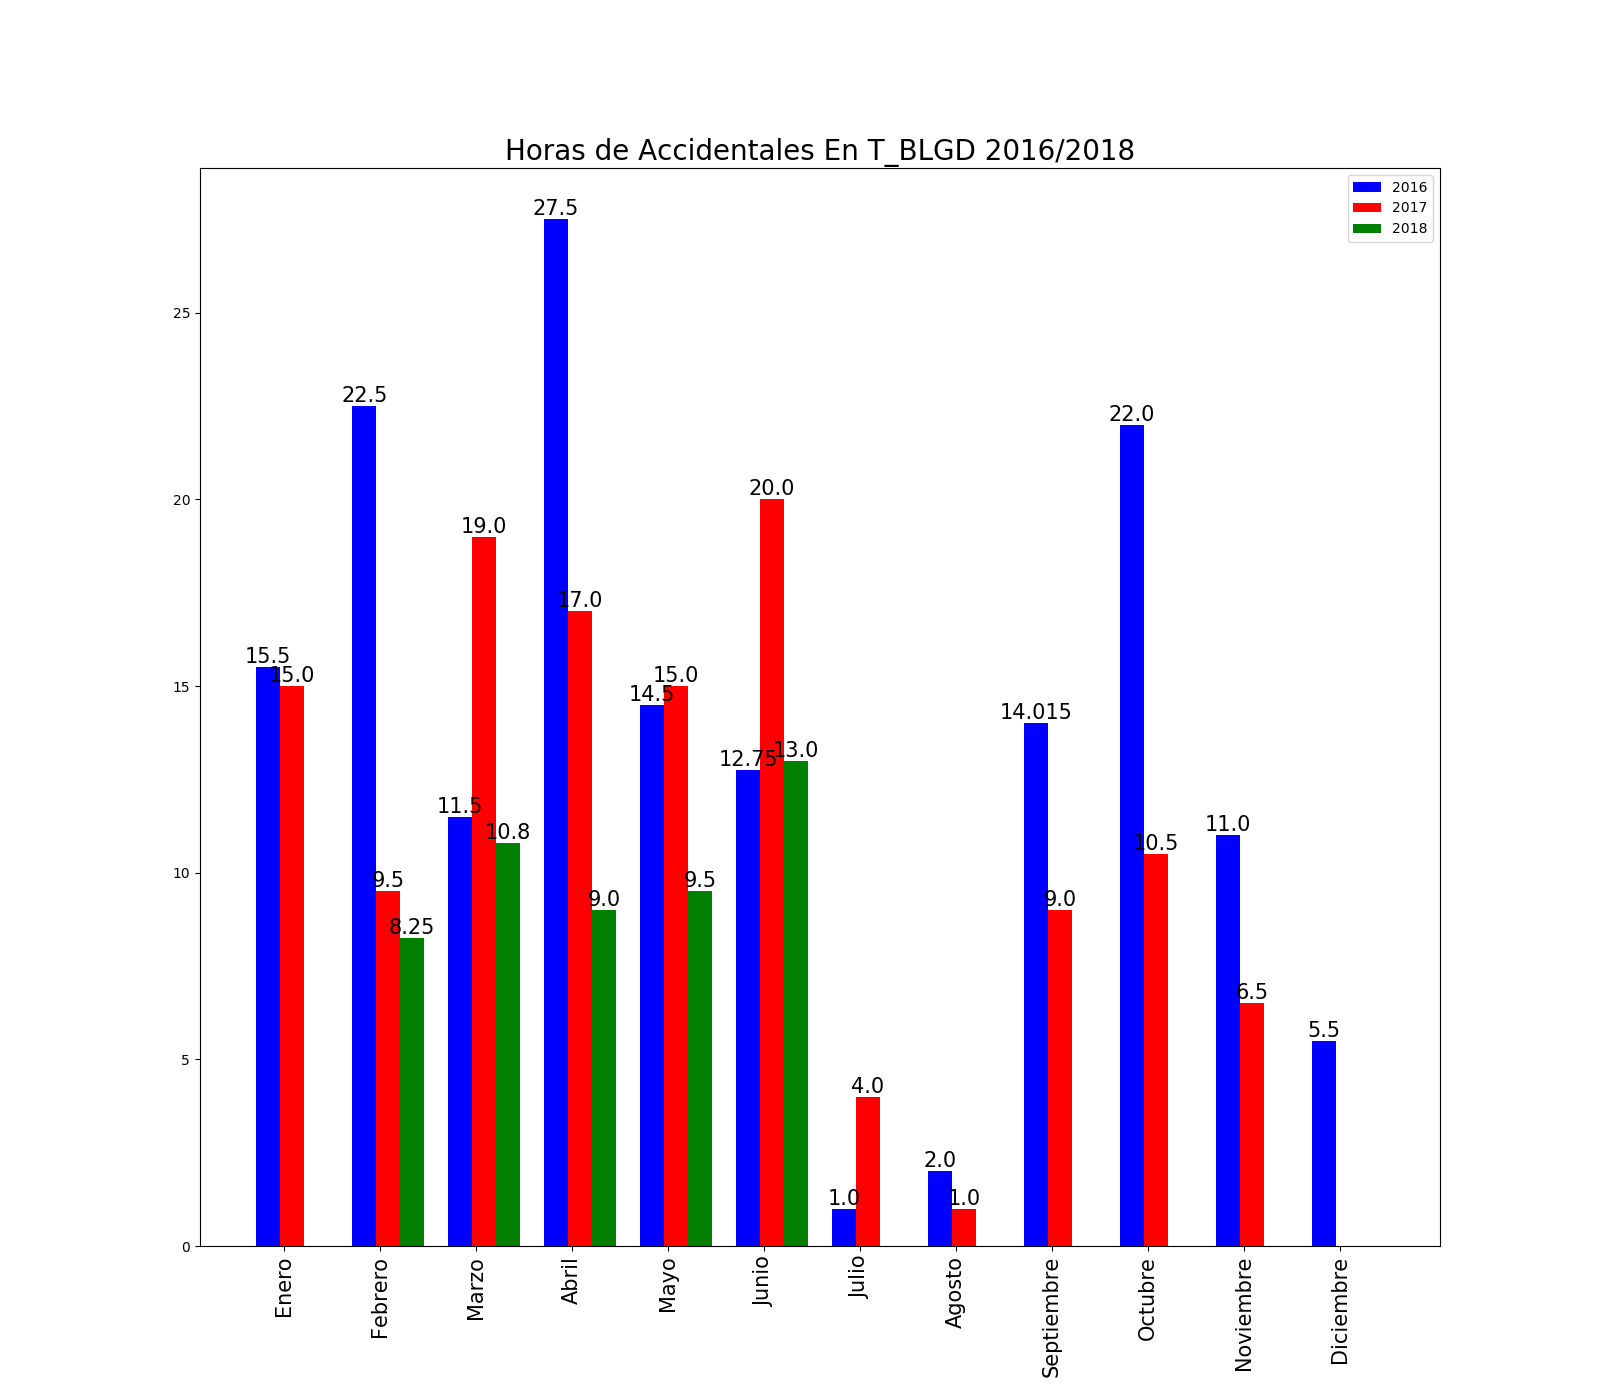 Horas de Accidentales En T_BLGD 2016/2018
2016
2017
2018
27.5
25
22.5
22.0
20.0
20
19.0
17.0
15.5
15.0
15.0
15
14.5
14.015
12.75
13.0
11.5
10.8
11.0
10.5
10
9.5
9.5
9.0
9.0
8.25
6.5
5.5
5
4.0
2.0
1.0
1.0
0
Enero
Febrero
Marzo
Abril
Mayo
Junio
Julio
Agosto
Septiembre
Octubre
Noviembre
Diciembre